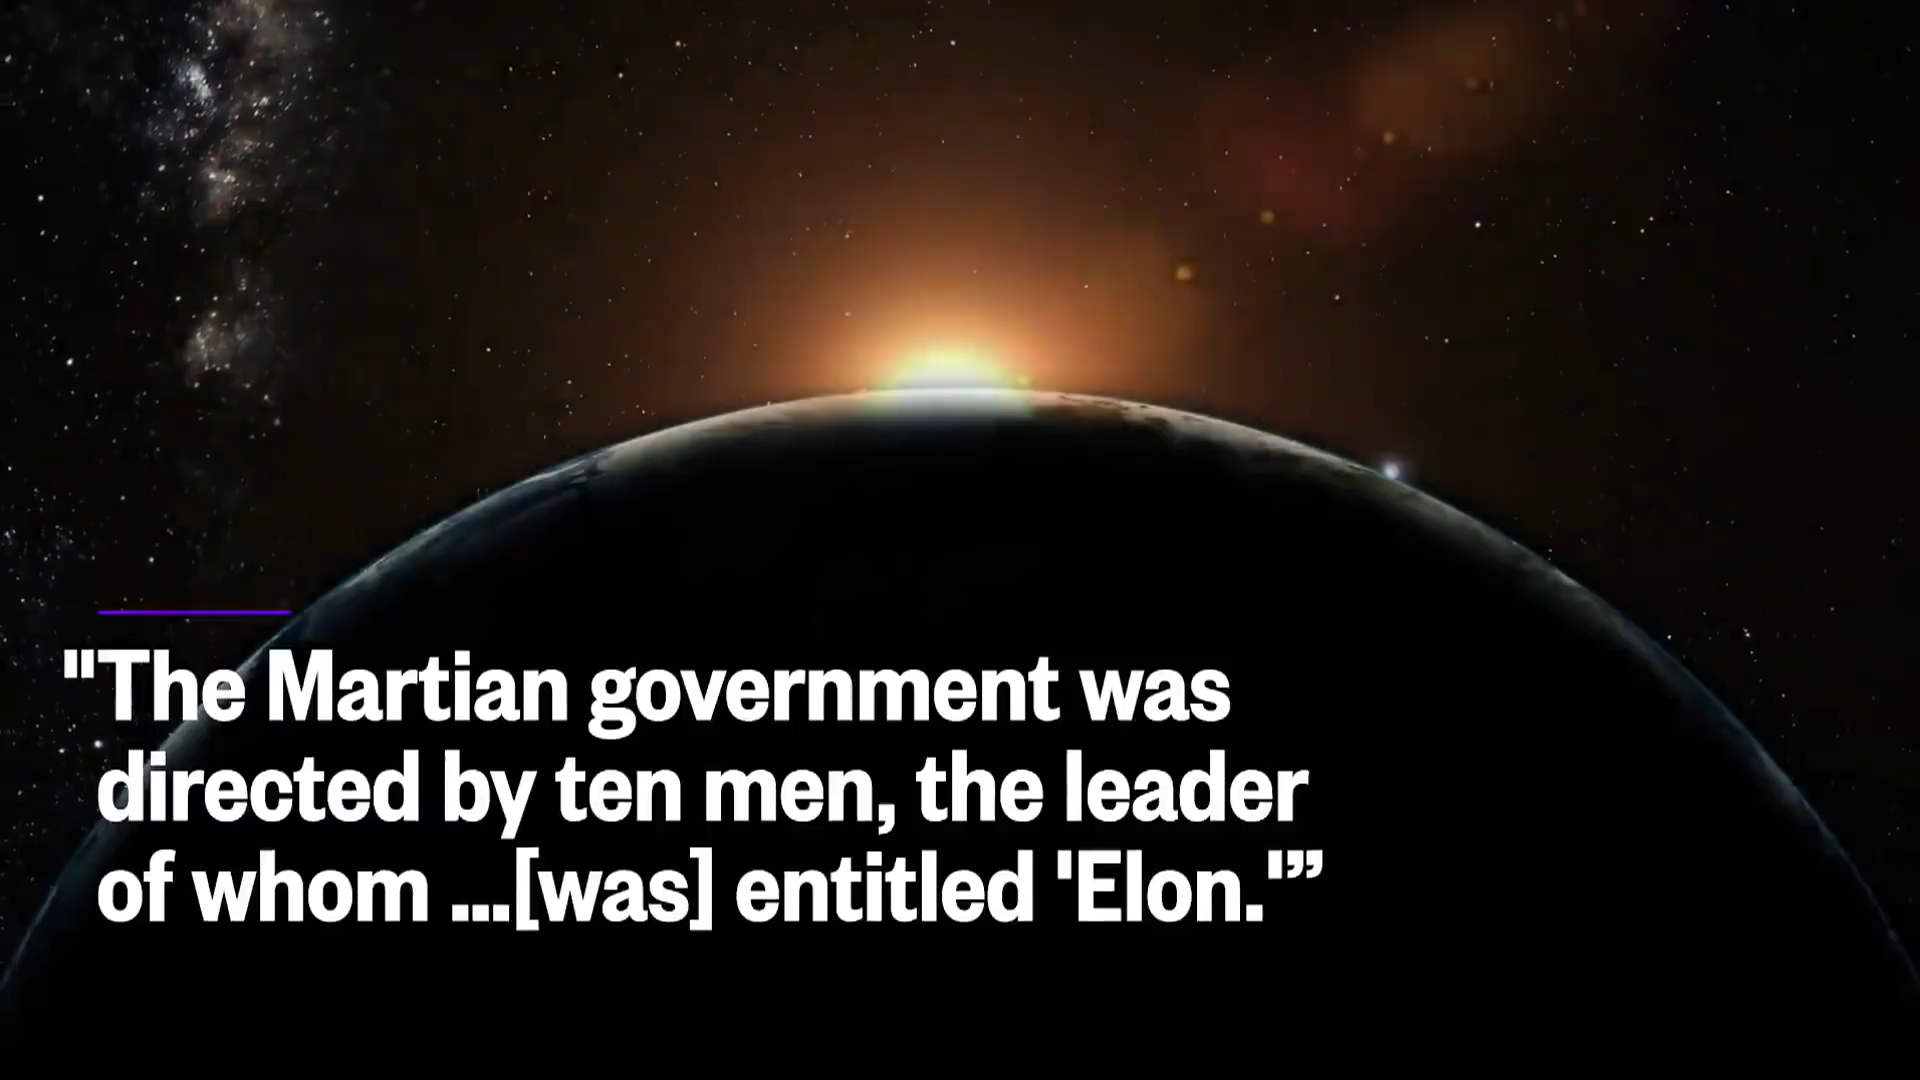 "The Martian government was
directed by ten men, the leader
of whom ...[was] entitled 'Elon.'”